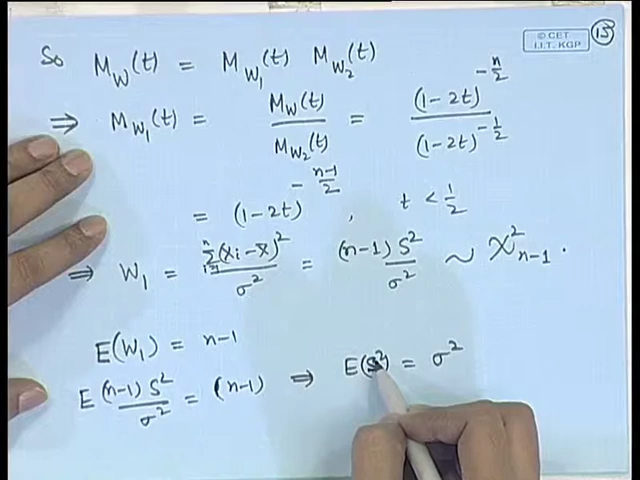 © CET
I.I.T. KGP
15
So M_W(t) = M_{W_1}(t) M_{W_2}(t)
⇒ M_{W_1}(t) = M_W(t) / M_{W_2}(t) = (1-2t)^{-n/2} / (1-2t)^{-1/2}
= (1-2t)^{-(n-1)/2} , t < 1/2
⇒ W_1 = Σ_{i=1}^{n} (X_i - X̄)^2 / σ^2 = (n-1) S^2 / σ^2 ~ χ^2_{n-1} .
E(W_1) = n-1
E (n-1) S^2 / σ^2 = (n-1) ⇒ E(S^2) = σ^2